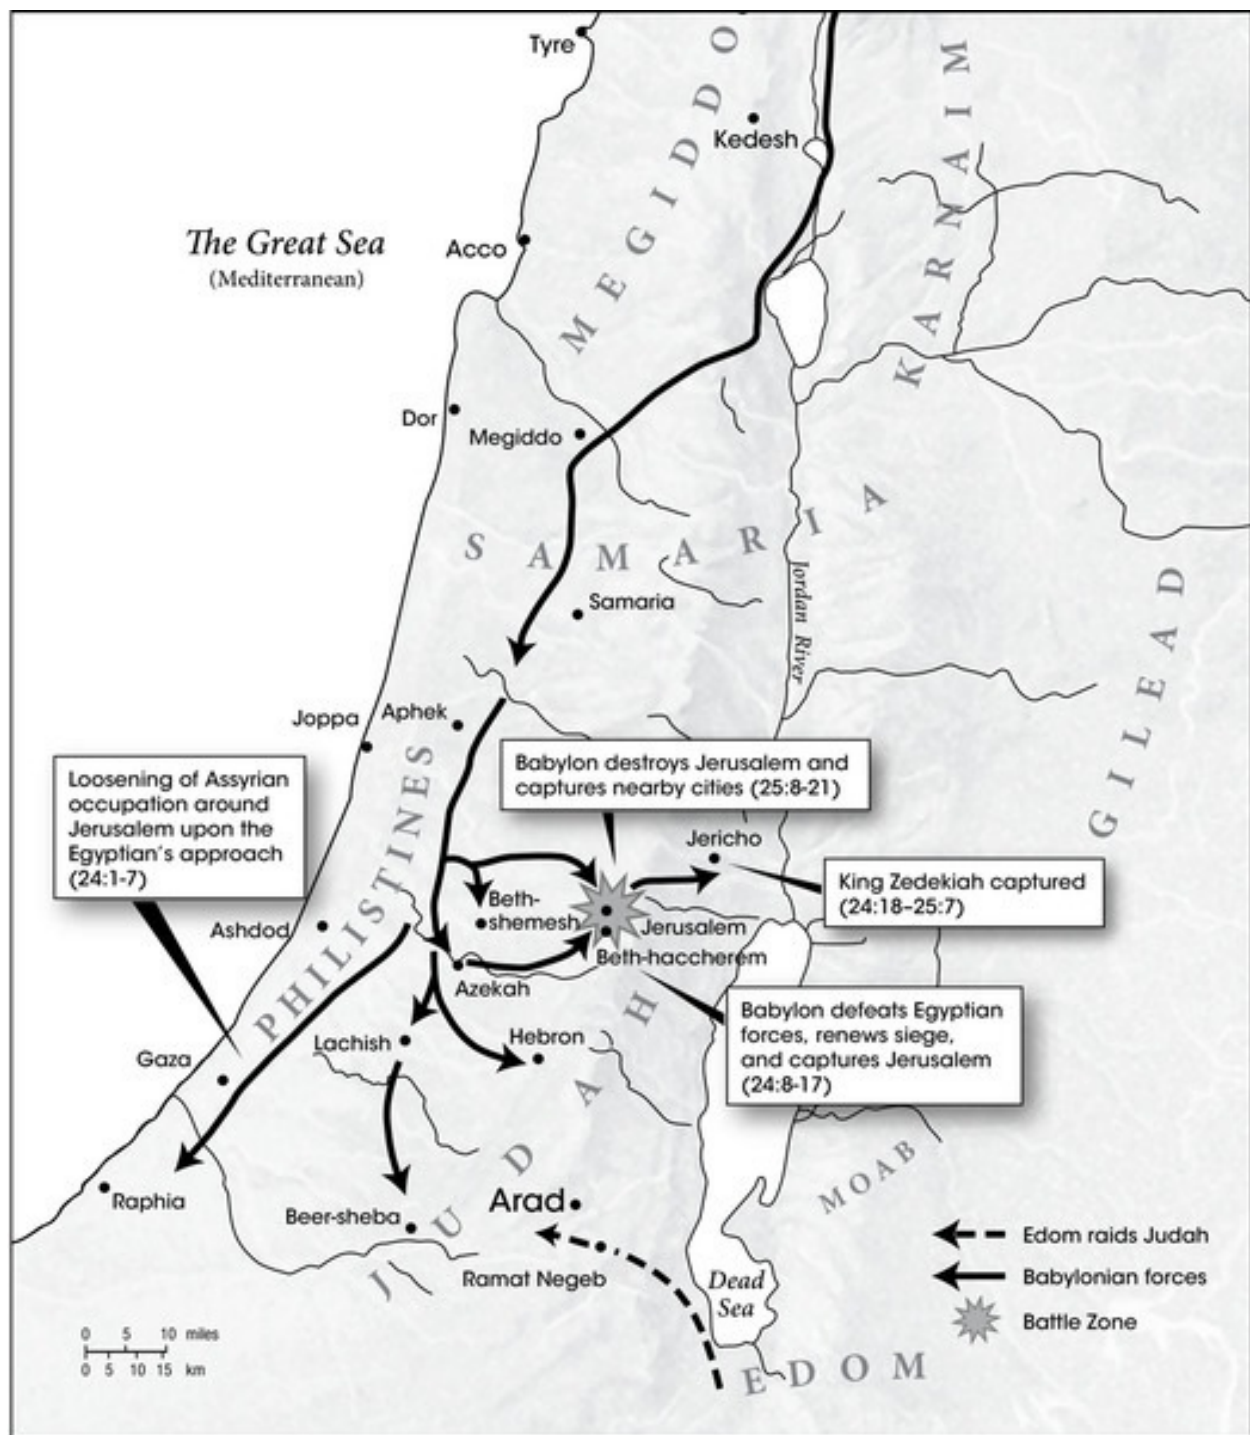 Tyre
MEGIDDO
KARNAIM
Kedesh
The Great Sea
(Mediterranean)
Acco
Dor
Megiddo
SAMARIA
Samaria
Jordan River
GILEAD
Joppa
Aphek
Loosening of Assyrian
occupation around
Jerusalem upon the
Egyptian's approach
(24:1-7)
Babylon destroys Jerusalem and
captures nearby cities (25:8-21)
PHILISTINES
Jericho
King Zedekiah captured
(24:18–25:7)
Beth-
shemesh
Ashdod
Jerusalem
Beth-haccherem
Azekah
Babylon defeats Egyptian
forces, renews siege,
and captures Jerusalem
(24:8-17)
Lachish
Hebron
Gaza
JUDAH
MOAB
Raphia
Beer-sheba
Arad
Ramat Negeb
Dead
Sea
EDOM
Edom raids Judah
Babylonian forces
Battle Zone
0 5 10 miles
0 5 10 15 km